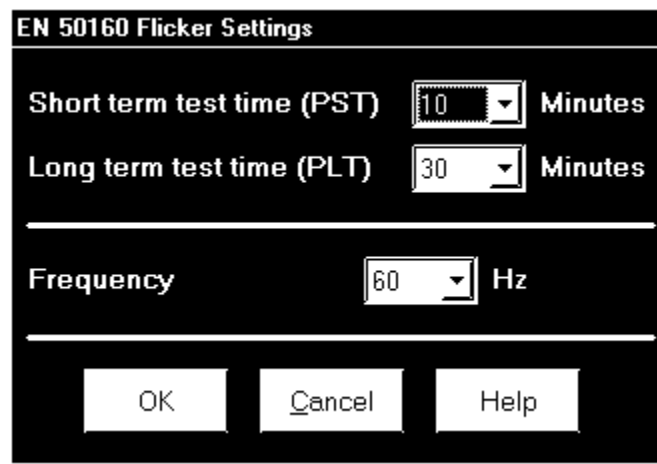 EN 50160 Flicker Settings
Short term test time (PST) 10 Minutes
Long term test time (PLT) 30 Minutes
Frequency 60 Hz
OK Cancel Help